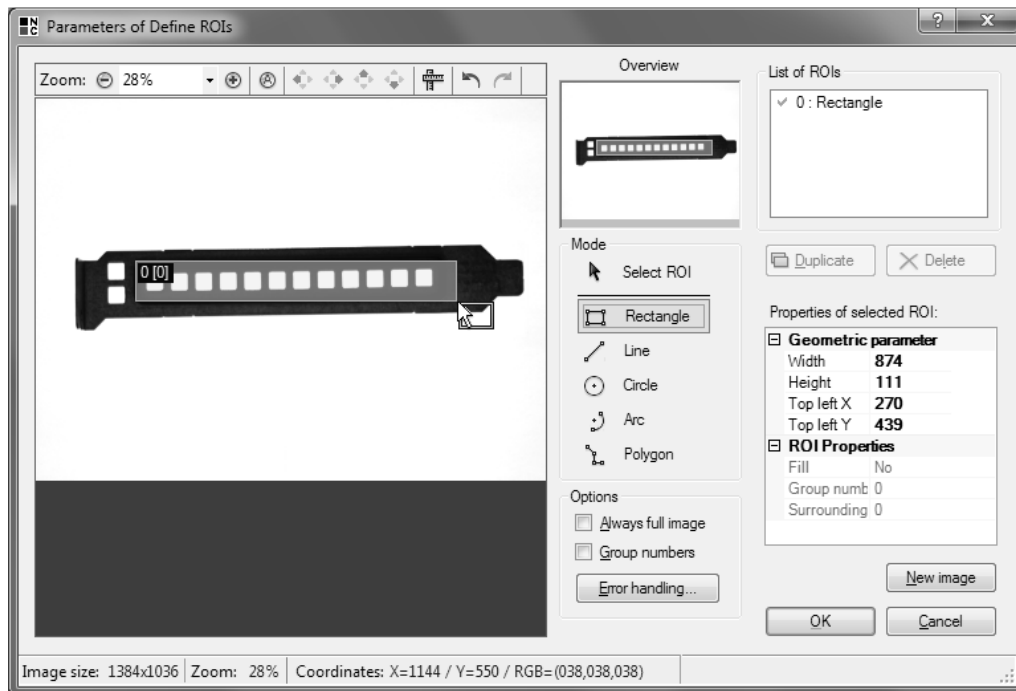 Parameters of Define ROIs
Zoom: 28%
Overview
List of ROIs
0 : Rectangle
0 [0]
Mode
Select ROI
Rectangle
Line
Circle
Arc
Polygon
Duplicate
Delete
Properties of selected ROI:
Geometric parameter
Width 874
Height 111
Top left X 270
Top left Y 439
ROI Properties
Fill No
Group numb 0
Surrounding 0
Options
Always full image
Group numbers
Error handling...
New image
OK
Cancel
Image size: 1384x1036 Zoom: 28% Coordinates: X=1144 / Y=550 / RGB=(038,038,038)